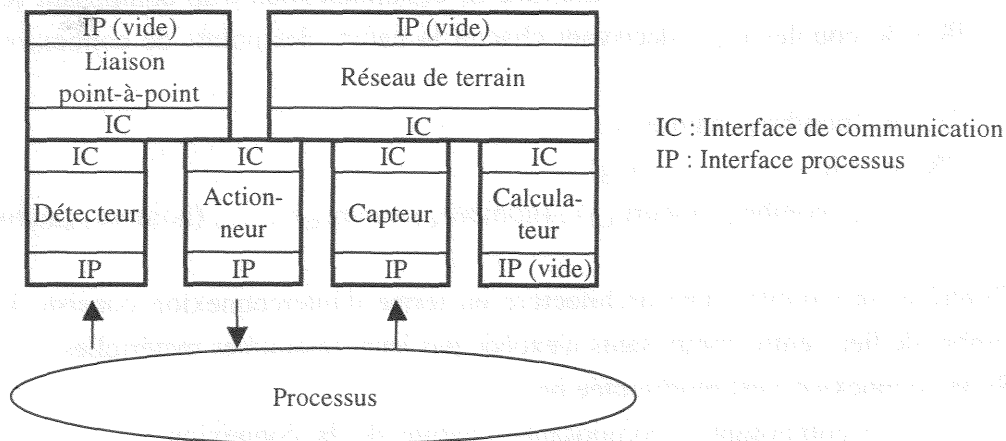 IP (vide)
IP (vide)
Liaison
point-à-point
Réseau de terrain
IC
IC
IC : Interface de communication
IC
IC
IC
IC
IP : Interface processus
Détecteur
Action-
neur
Capteur
Calcula-
teur
IP
IP
IP
IP (vide)
Processus